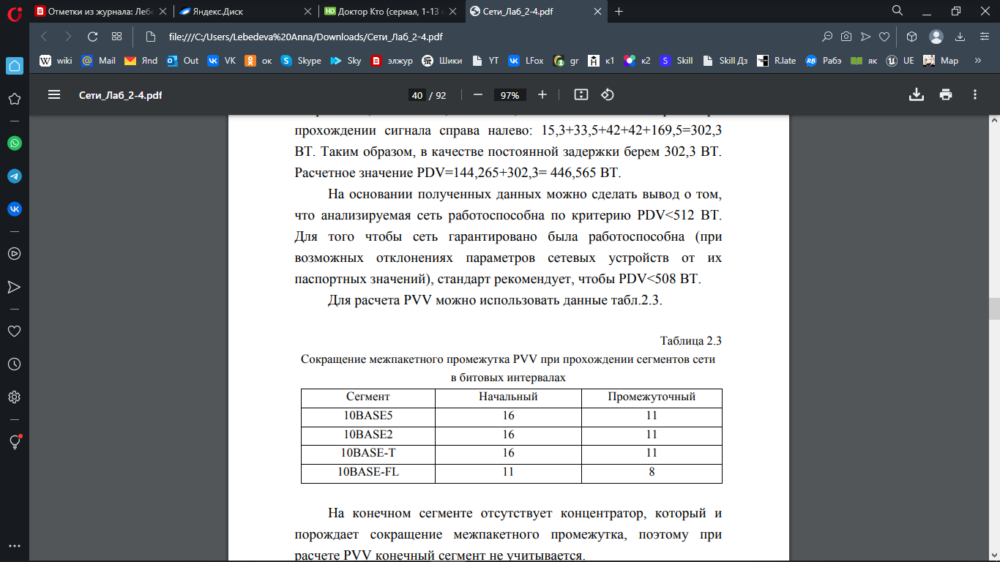 Отметки из журнала: Лебе
Яндекс.Диск
Доктор Кто (сериал, 1-13
Сети_Лаб_2-4.pdf
file:///C:/Users/Lebedeva%20Anna/Downloads/Сети_Лаб_2-4.pdf
wiki Mail Янd Out VK ок Skype Sky элжур Шики YT LFox gr к1 к2 Skill Skill Дз R.late Рабэ як UE Мар »
Сети_Лаб_2-4.pdf
40 / 92
97%
прохождении сигнала справа налево: 15,3+33,5+42+42+169,5=302,3
ВТ. Таким образом, в качестве постоянной задержки берем 302,3 ВТ.
Расчетное значение PDV=144,265+302,3= 446,565 ВТ.
На основании полученных данных можно сделать вывод о том,
что анализируемая сеть работоспособна по критерию PDV<512 ВТ.
Для того чтобы сеть гарантировано была работоспособна (при
возможных отклонениях параметров сетевых устройств от их
паспортных значений), стандарт рекомендует, чтобы PDV<508 ВТ.
Для расчета PVV можно использовать данные табл.2.3.
Таблица 2.3
Сокращение межпакетного промежутка PVV при прохождении сегментов сети
в битовых интервалах
Сегмент Начальный Промежуточный
10BASE5 16 11
10BASE2 16 11
10BASE-T 16 11
10BASE-FL 11 8
На конечном сегменте отсутствует концентратор, который и
порождает сокращение межпакетного промежутка, поэтому при
расчете PVV конечный сегмент не учитывается.